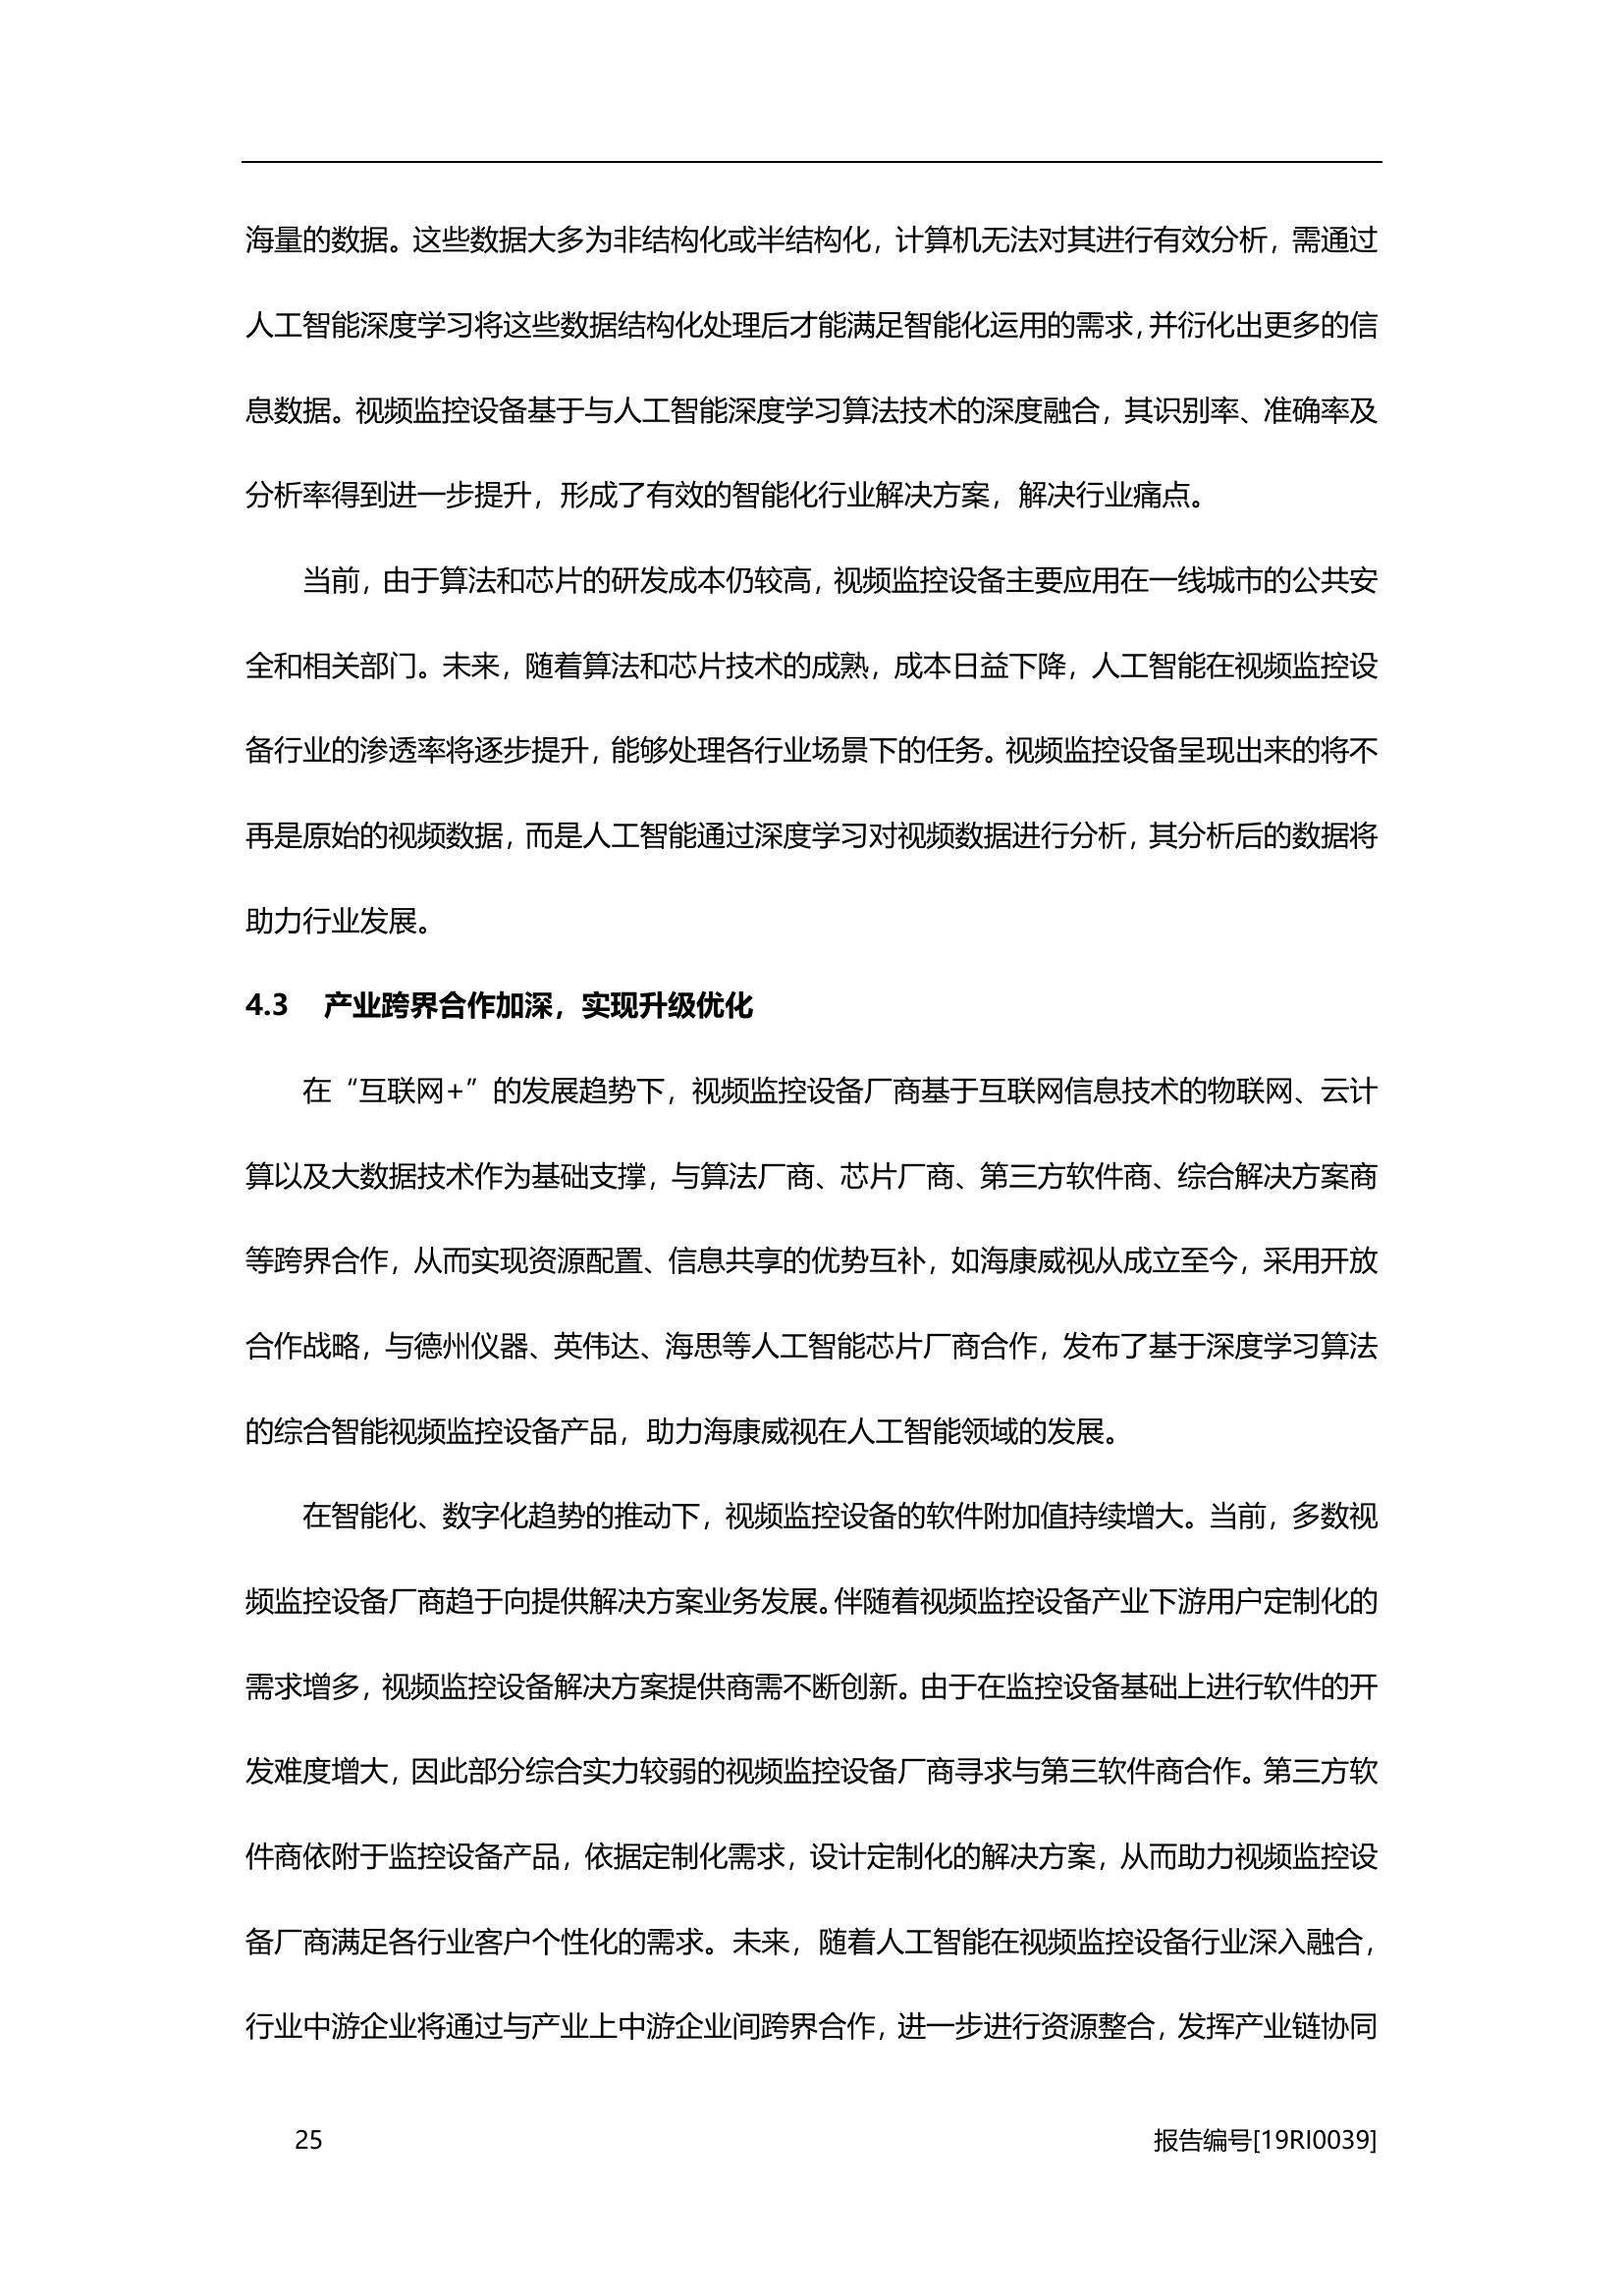 海量的数据。这些数据大多为非结构化或半结构化，计算机无法对其进行有效分析，需通过
人工智能深度学习将这些数据结构化处理后才能满足智能化运用的需求，并衍化出更多的信
息数据。视频监控设备基于与人工智能深度学习算法技术的深度融合，其识别率、准确率及
分析率得到进一步提升，形成了有效的智能化行业解决方案，解决行业痛点。
当前，由于算法和芯片的研发成本仍较高，视频监控设备主要应用在一线城市的公共安
全和相关部门。未来，随着算法和芯片技术的成熟，成本日益下降，人工智能在视频监控设
备行业的渗透率将逐步提升，能够处理各行业场景下的任务。视频监控设备呈现出来的将不
再是原始的视频数据，而是人工智能通过深度学习对视频数据进行分析，其分析后的数据将
助力行业发展。
4.3 产业跨界合作加深，实现升级优化
在“互联网+”的发展趋势下，视频监控设备厂商基于互联网信息技术的物联网、云计
算以及大数据技术作为基础支撑，与算法厂商、芯片厂商、第三方软件商、综合解决方案商
等跨界合作，从而实现资源配置、信息共享的优势互补，如海康威视从成立至今，采用开放
合作战略，与德州仪器、英伟达、海思等人工智能芯片厂商合作，发布了基于深度学习算法
的综合智能视频监控设备产品，助力海康威视在人工智能领域的发展。
在智能化、数字化趋势的推动下，视频监控设备的软件附加值持续增大。当前，多数视
频监控设备厂商趋于向提供解决方案业务发展。伴随着视频监控设备产业下游用户定制化的
需求增多，视频监控设备解决方案提供商需不断创新。由于在监控设备基础上进行软件的开
发难度增大，因此部分综合实力较弱的视频监控设备厂商寻求与第三软件商合作。第三方软
件商依附于监控设备产品，依据定制化需求，设计定制化的解决方案，从而助力视频监控设
备厂商满足各行业客户个性化的需求。未来，随着人工智能在视频监控设备行业深入融合，
行业中游企业将通过与产业上中游企业间跨界合作，进一步进行资源整合，发挥产业链协同
25 报告编号[19RI0039]